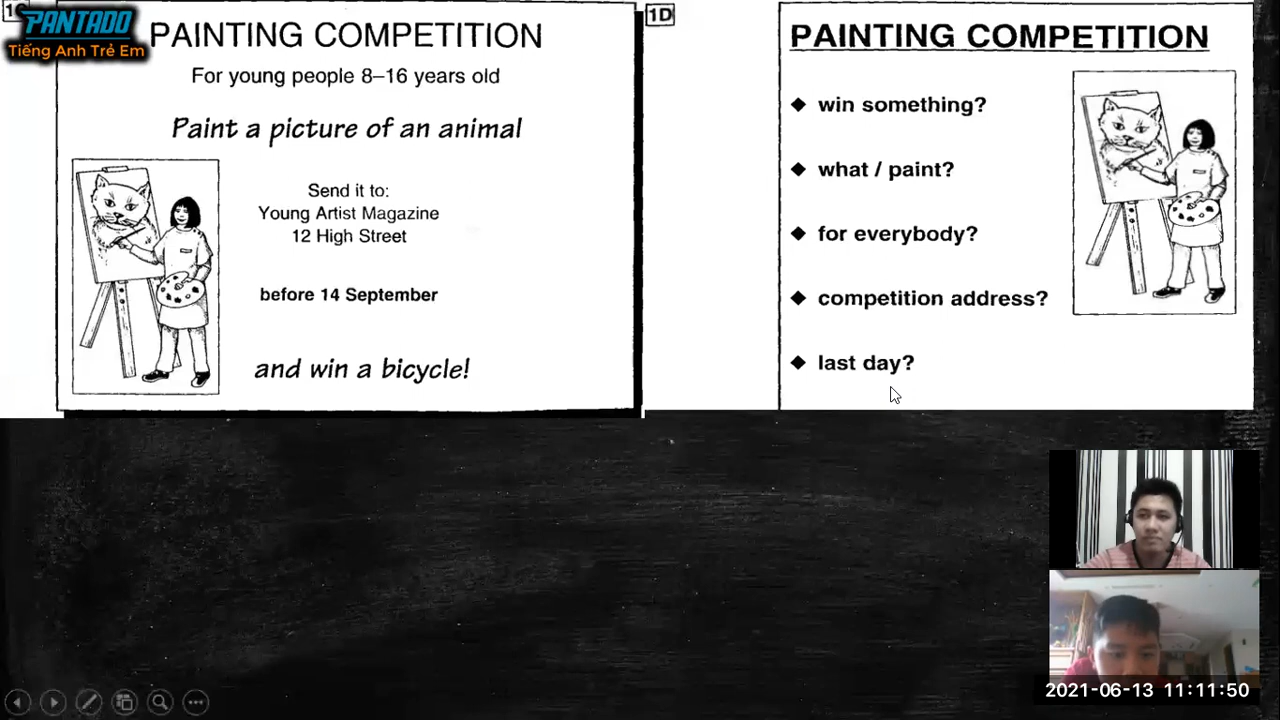 PANTADO
Tiếng Anh Trẻ Em
PAINTING COMPETITION
For young people 8–16 years old
Paint a picture of an animal
Send it to:
Young Artist Magazine
12 High Street
before 14 September
and win a bicycle!
1D
PAINTING COMPETITION
win something?
what / paint?
for everybody?
competition address?
last day?
2021-06-13 11:11:50